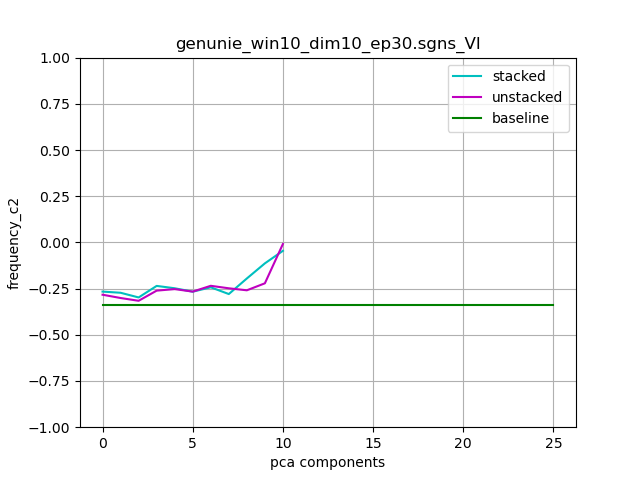 genunie_win10_dim10_ep30.sgns_VI
stacked
unstacked
baseline
frequency_c2
1.00
0.75
0.50
0.25
0.00
−0.25
−0.50
−0.75
−1.00
0
5
10
15
20
25
pca components